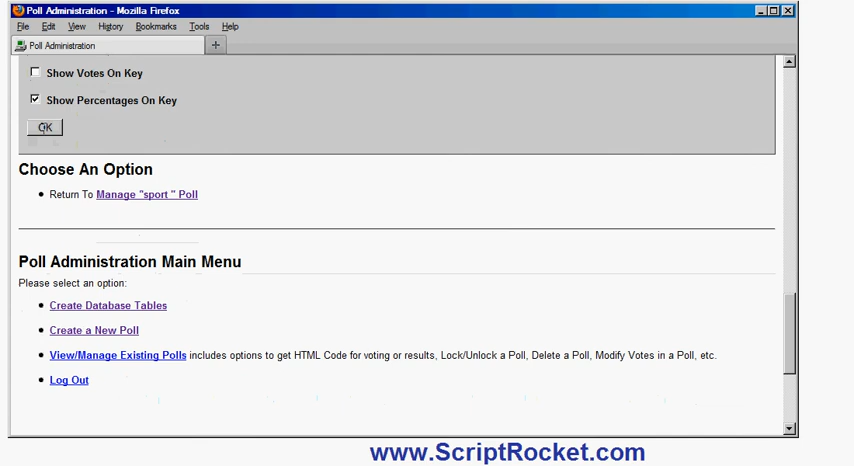 Poll Administration - Mozilla Firefox
File Edit View History Bookmarks Tools Help
Poll Administration +
Show Votes On Key
Show Percentages On Key
OK
Choose An Option
• Return To Manage "sport " Poll
Poll Administration Main Menu
Please select an option:
• Create Database Tables
• Create a New Poll
• View/Manage Existing Polls includes options to get HTML Code for voting or results, Lock/Unlock a Poll, Delete a Poll, Modify Votes in a Poll, etc.
• Log Out
www.ScriptRocket.com